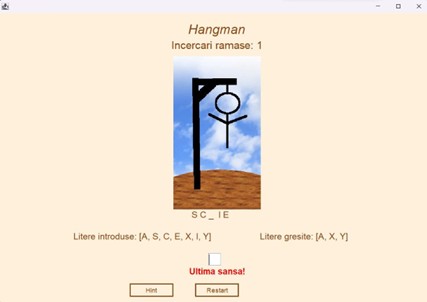 Hangman
Incercari ramase: 1
S C _ I E
Litere introduse: [A, S, C, E, X, I, Y]
Litere gresite: [A, X, Y]
Ultima sansa!
Hint
Restart